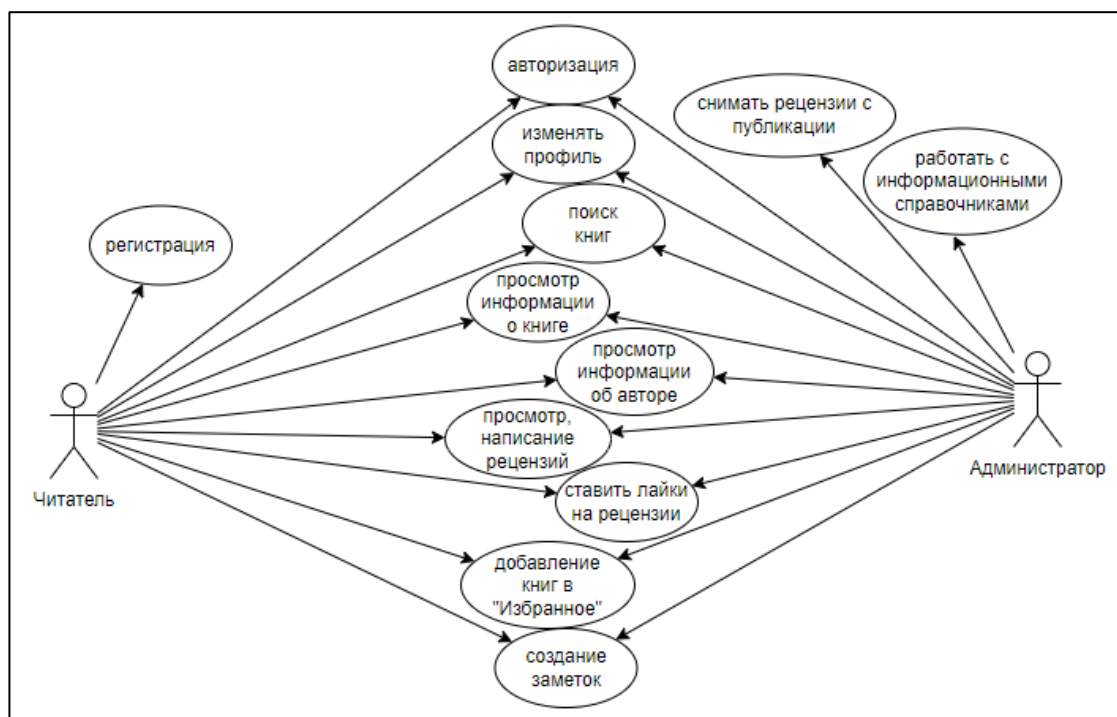 авторизация
снимать рецензии с
публикации
изменять
профиль
работать с
информационными
справочниками
поиск
книг
регистрация
просмотр
информации
о книге
просмотр
информации
об авторе
просмотр,
написание
рецензий
Читатель
Администратор
ставить лайки
на рецензии
добавление
книг в
"Избранное"
создание
заметок